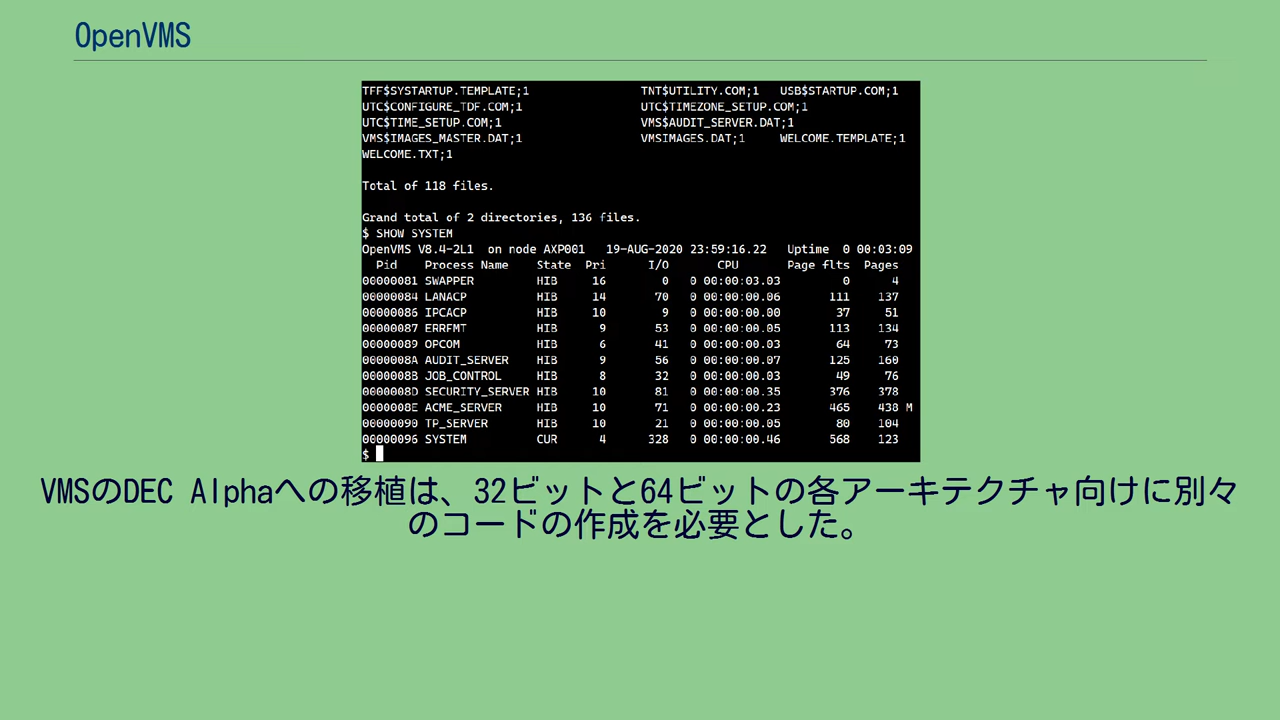 OpenVMS
TFF$SYSTARTUP.TEMPLATE;1 TNT$UTILITY.COM;1 USB$STARTUP.COM;1
UTC$CONFIGURE_TDF.COM;1 UTC$TIMEZONE_SETUP.COM;1
UTC$TIME_SETUP.COM;1 VMS$AUDIT_SERVER.DAT;1
VMS$IMAGES_MASTER.DAT;1 VMSIMAGES.DAT;1 WELCOME.TEMPLATE;1
WELCOME.TXT;1
Total of 118 files.
Grand total of 2 directories, 136 files.
$ SHOW SYSTEM
OpenVMS V8.4-2L1 on node AXP001 19-AUG-2020 23:59:16.22 Uptime 0 00:03:09
Pid Process Name State Pri I/O CPU Page flts Pages
00000081 SWAPPER HIB 16 0 0 00:00:03.03 0 4
00000084 LANACP HIB 14 70 0 00:00:00.06 111 137
00000086 IPCACP HIB 10 9 0 00:00:00.00 37 51
00000087 ERRFMT HIB 9 53 0 00:00:00.05 113 134
00000089 OPCOM HIB 6 41 0 00:00:00.03 64 73
0000008A AUDIT_SERVER HIB 9 56 0 00:00:00.07 125 160
0000008B JOB_CONTROL HIB 8 32 0 00:00:00.03 49 76
0000008D SECURITY_SERVER HIB 10 81 0 00:00:00.35 376 378
0000008E ACME_SERVER HIB 10 71 0 00:00:00.23 465 438 M
00000090 TP_SERVER HIB 10 21 0 00:00:00.05 80 104
00000096 SYSTEM CUR 4 328 0 00:00:00.46 568 123
$
VMSのDEC Alphaへの移植は、32ビットと64ビットの各アーキテクチャ向けに別々
のコードの作成を必要とした。